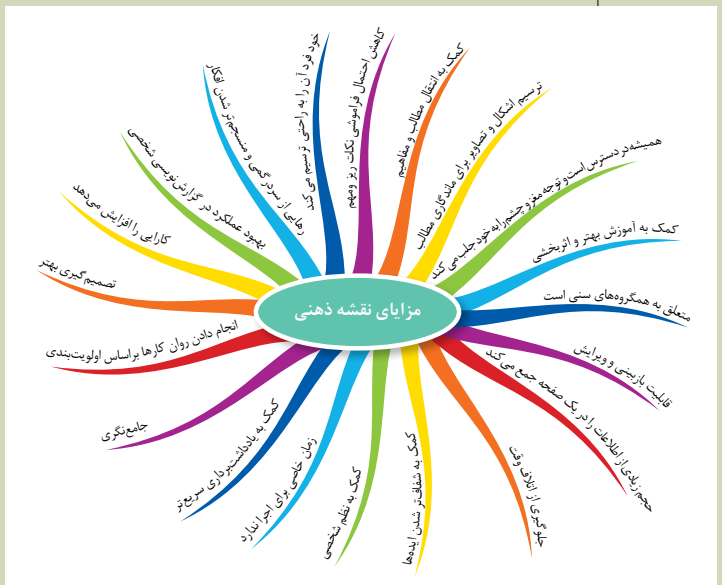 مزایای نقشه ذهنی
خود فرد آن را به راحتی ترسیم می کند
کاهش احتمال فراموشی نکات ریز ومهم
کمک به انتقال مطالب و مفاهیم
ترسیم اشکال و تصاویر برای ماندگاری مطالب
همیشه در دسترس است و توجه مغز و چشم را به خود جلب می کند
کمک به آموزش بهتر و اثربخشی
متعلق به همگروه‌های سنی است
قابلیت بازبینی و ویرایش
حجم زیادی از اطلاعات را در یک صفحه جمع می‌کند
جلوگیری از اتلاف وقت
کمک به شفاف‌تر شدن ایده‌ها
کمک به نظم شخصی
زمان خاصی برای اجرا ندارد
کمک به یادداشت‌برداری سریع‌تر
جامع‌نگری
انجام دادن روان کارها براساس اولویت‌بندی
تصمیم‌گیری بهتر
کارایی را افزایش می‌دهد
بهبود عملکرد در گزارش‌نویسی شخصی
رهایی از سردرگمی و منسجم‌تر شدن افکار